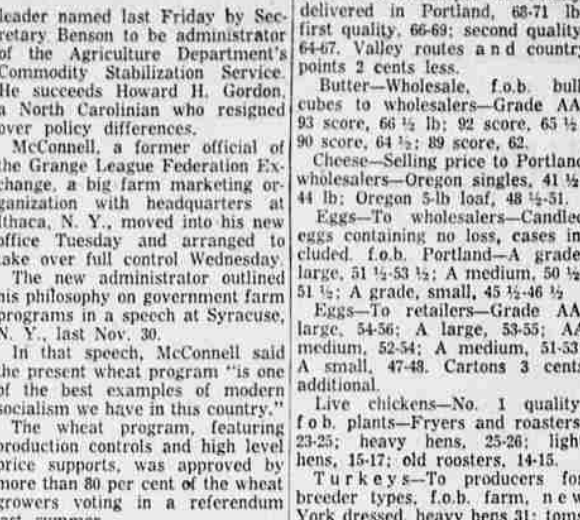 leader named last Friday by Sec-
retary Benson to be administrator
of the Agriculture Department's
Commodity Stabilization Service.
He succeeds Howard H. Gordon,
a North Carolinian who resigned
over policy differences.
McConnell, a former official of
the Grange League Federation Ex-
change, a big farm marketing or-
ganization with headquarters at
Ithaca, N. Y., moved into his new
office Tuesday and arranged to
take over full control Wednesday.
The new administrator outlined
his philosophy on government farm
programs in a speech at Syracuse,
N. Y., last Nov. 30.
In that speech, McConnell said
the present wheat program "is one
of the best examples of modern
socialism we have in this country."
The wheat program, featuring
production controls and high level
price supports, was approved by
more than 80 per cent of the wheat
growers voting in a referendum
delivered in Portland, 68-71 lb
first quality, 66-69; second quality
64-67. Valley routes and country
points 2 cents less.
Butter—Wholesale, f.o.b. bulk
cubes to wholesalers—Grade AA
93 score, 66 ½ lb; 92 score, 65 ½
90 score, 64 ½; 89 score, 62.
Cheese—Selling price to Portland
wholesalers—Oregon singles, 41 ½
44 lb; Oregon 5-lb loaf, 48 ½-51.
Eggs—To wholesalers—Candled
eggs containing no loss, cases in
cluded. f.o.b. Portland—A grade
large, 51 ½-53 ½; A medium, 50 ½
51 ½; A grade, small, 45 ½-46 ½
Eggs—To retailers—Grade AA
large, 54-56; A large, 53-55; AA
medium, 52-54; A medium, 51-53
A small, 47-48. Cartons 3 cents
additional.
Live chickens—No. 1 quality
f o b. plants—Fryers and roasters
23-25; heavy hens, 25-26; light
hens, 15-17; old roosters, 14-15.
Turkeys—To producers for
breeder types, f.o.b. farm, new
York dressed, heavy hens 31; toms